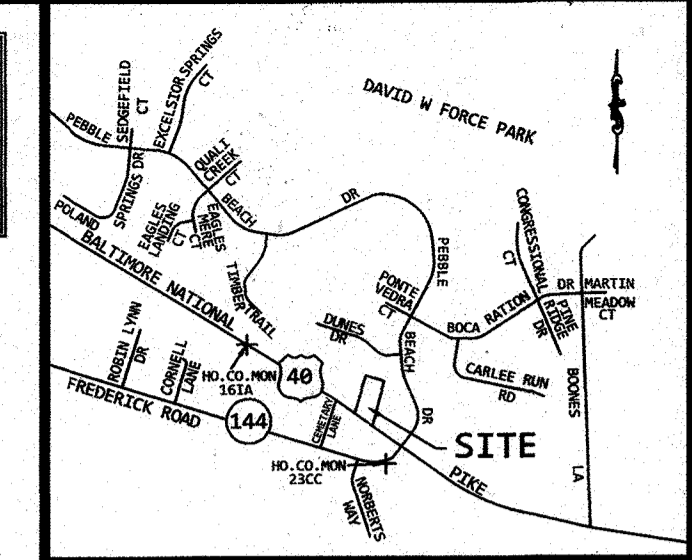 DAVID W FORCE PARK
EXCELSIOR SPRINGS
CT
SEDGEFIELD
CT
PEBBLE
SPRINGS DR
POLAND
QUALI
CREEK
CT
BEACH
DR
PEBBLE
BEACH
DR
EAGLES
LANDING
CT
EAGLES
MERE
CT
TIMBER TRAIL
BALTIMORE NATIONAL
PIKE
40
CONGRESSIONAL
CT
PONTE
VEDRA
CT
BOCA RATION
DR
MARTIN
MEADOW
CT
PINE
RIDGE
DR
DUNES
DR
CARLEE RUN
RD
BOONES
LA
ROBIN LYNN
DR
CORNELL
LANE
HO.CO.MON
16IA
FREDERICK ROAD
144
CEMETARY
LANE
SITE
HO.CO.MON
23CC
NORBERTS
WAY